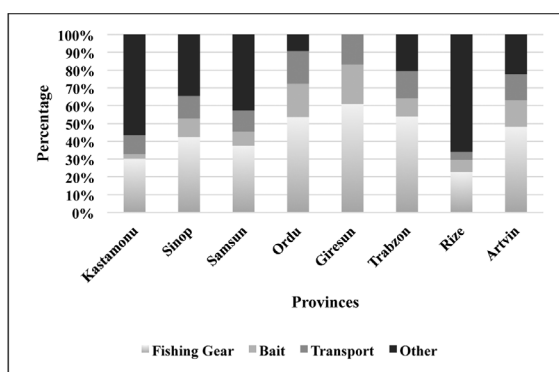 100%
90%
80%
70%
60%
50%
40%
30%
20%
10%
0%
Percentage
Kastamonu
Sinop
Samsun
Ordu
Giresun
Trabzon
Rize
Artvin
Provinces
Fishing Gear Bait Transport Other